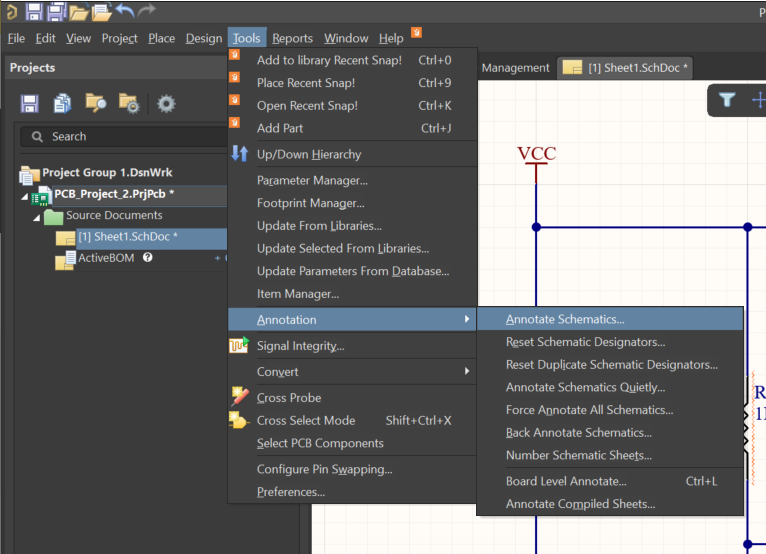 File Edit View Project Place Design Tools Reports Window Help
Projects
Search
Project Group 1.DsnWrk
PCB_Project_2.PrjPcb *
Source Documents
[1] Sheet1.SchDoc *
ActiveBOM
Add to library Recent Snap! Ctrl+0
Place Recent Snap! Ctrl+9
Open Recent Snap! Ctrl+K
Add Part Ctrl+J
Up/Down Hierarchy
Parameter Manager...
Footprint Manager...
Update From Libraries...
Update Selected From Libraries...
Update Parameters From Database...
Item Manager...
Annotation
Signal Integrity...
Convert
Cross Probe
Cross Select Mode Shift+Ctrl+X
Select PCB Components
Configure Pin Swapping...
Preferences...
Annotate Schematics...
Reset Schematic Designators...
Reset Duplicate Schematic Designators...
Annotate Schematics Quietly...
Force Annotate All Schematics...
Back Annotate Schematics...
Number Schematic Sheets...
Board Level Annotate... Ctrl+L
Annotate Compiled Sheets...
Management [1] Sheet1.SchDoc *
VCC
R